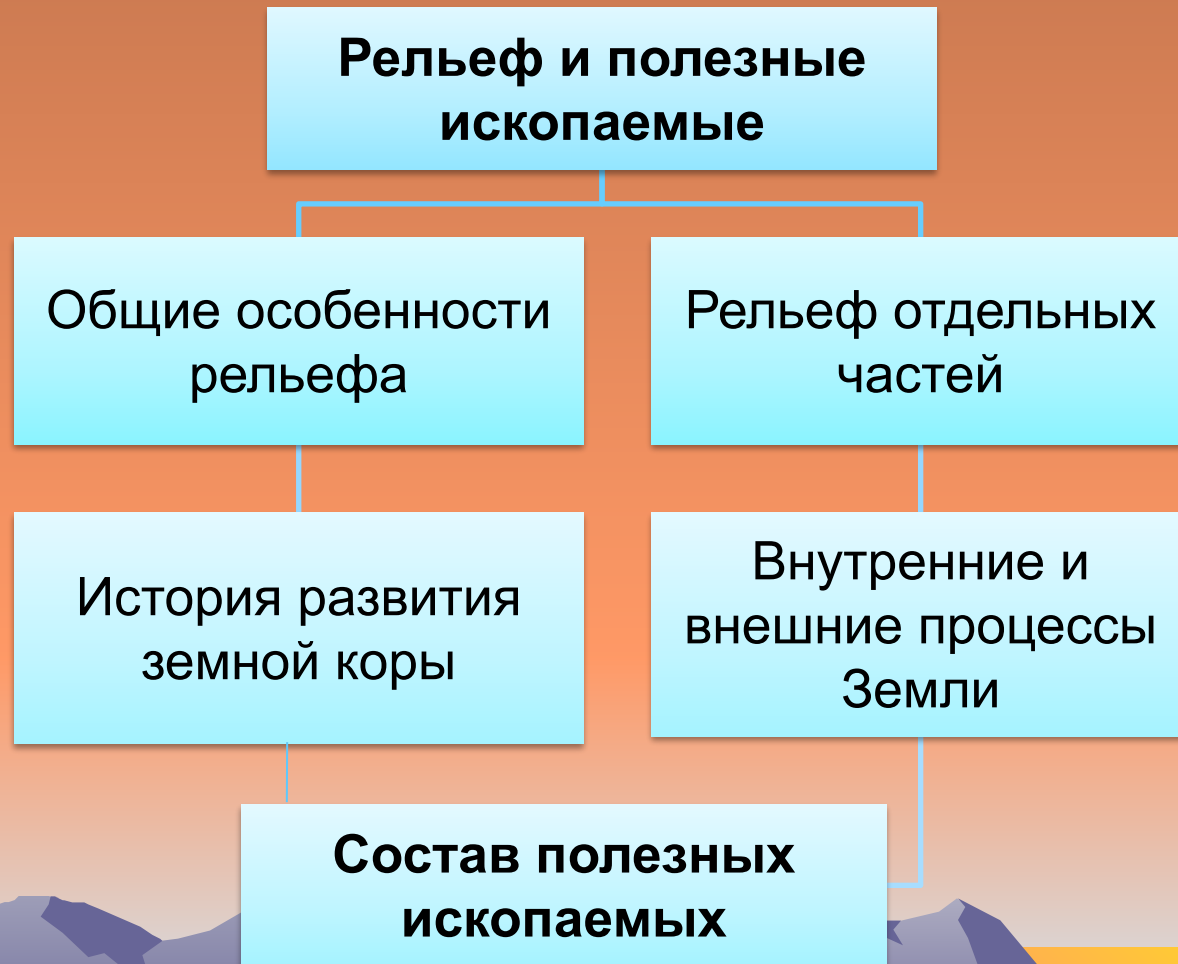 Рельеф и полезные
ископаемые
Общие особенности
рельефа
Рельеф отдельных
частей
История развития
земной коры
Внутренние и
внешние процессы
Земли
Состав полезных
ископаемых